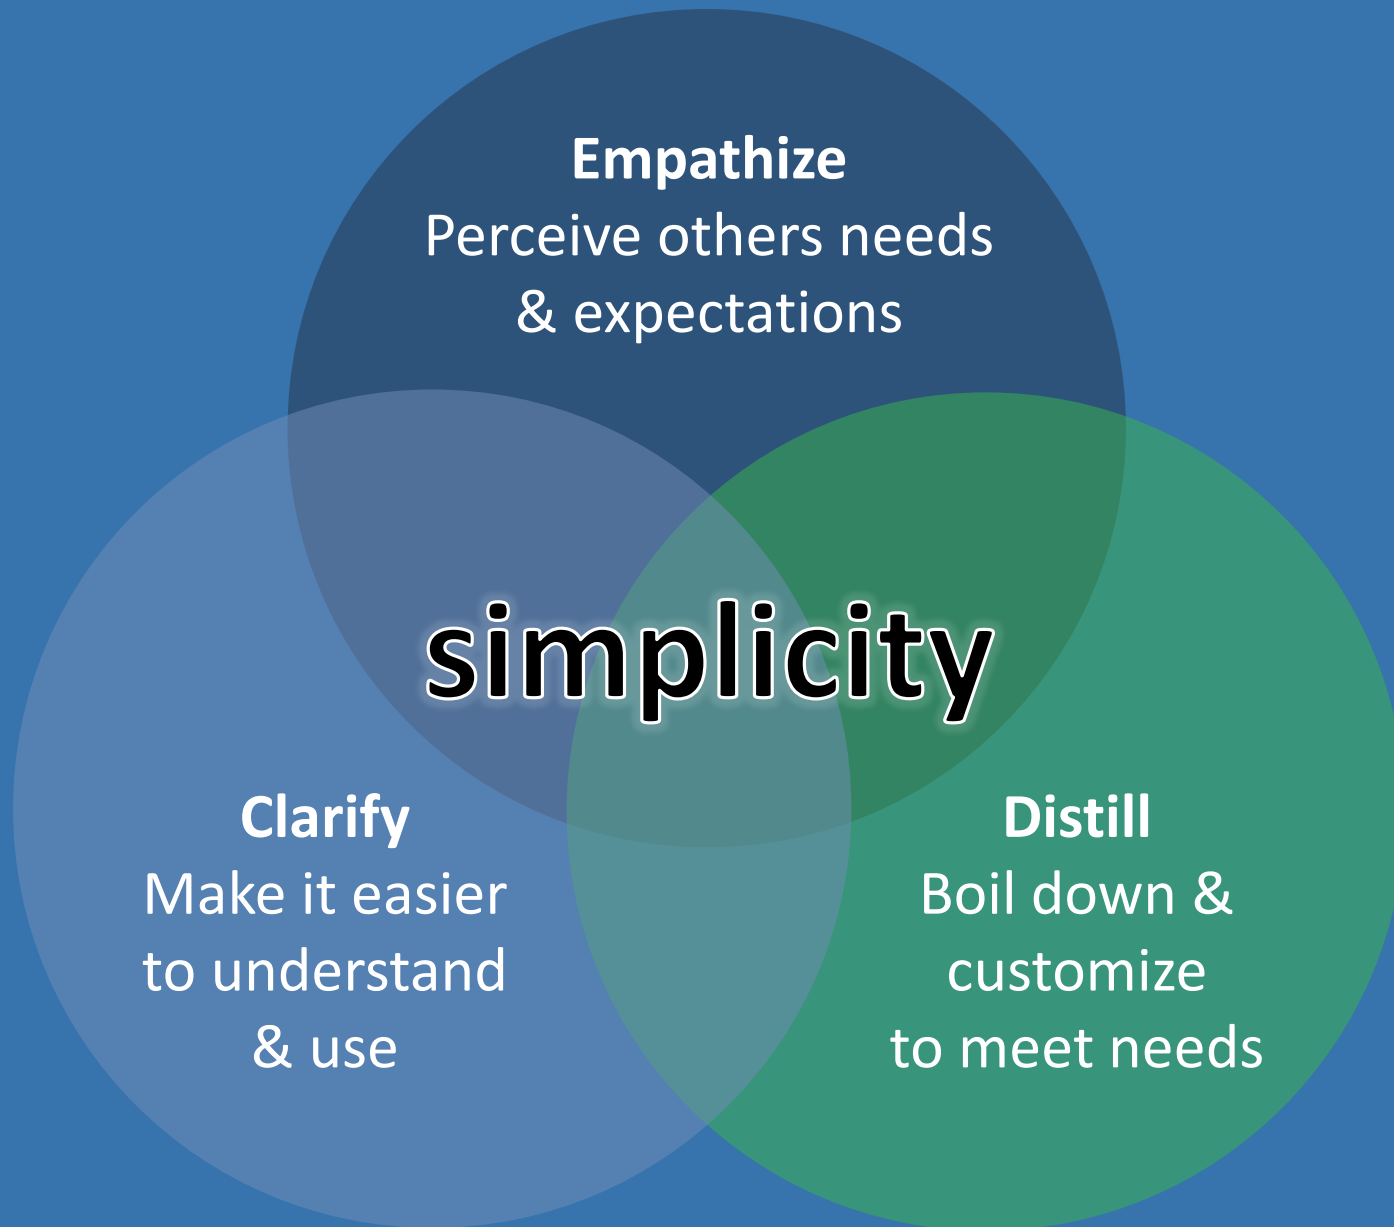 Empathize
Perceive others needs
& expectations
simplicity
Clarify
Make it easier
to understand
& use
Distill
Boil down &
customize
to meet needs